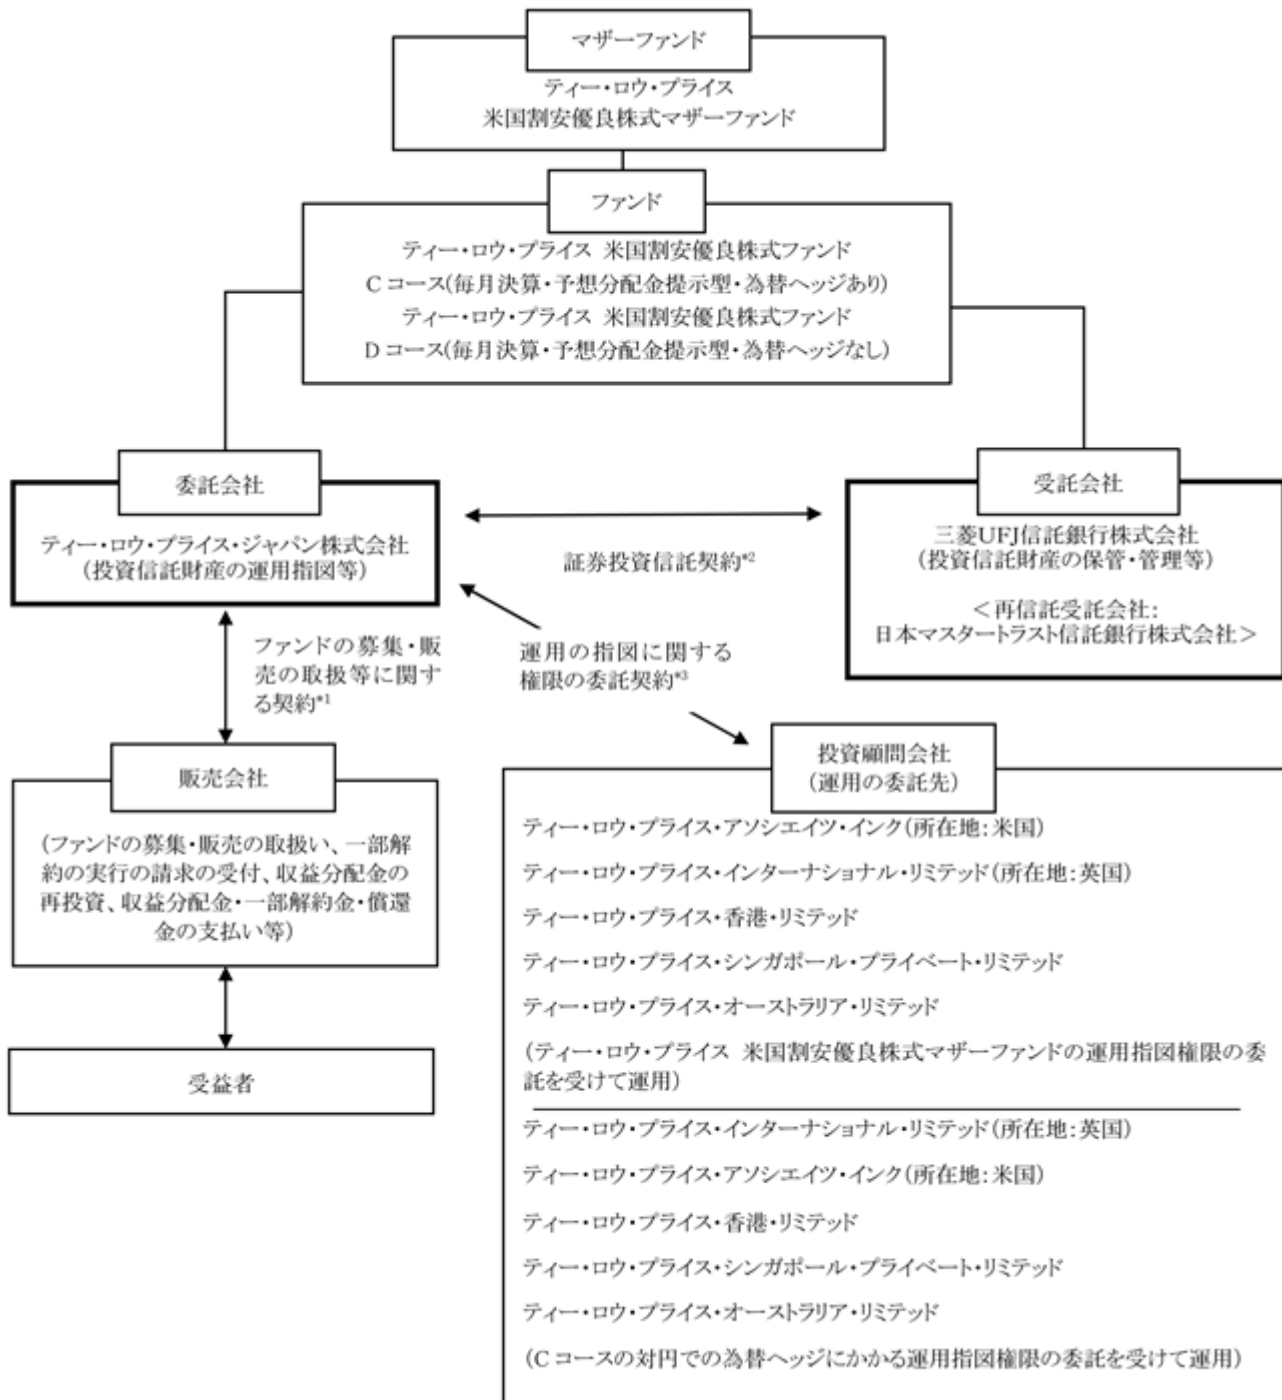 マザーファンド
ティー・ロウ・プライス
米国割安優良株式マザーファンド
ファンド
ティー・ロウ・プライス 米国割安優良株式ファンド
Cコース(毎月決算・予想分配金提示型・為替ヘッジあり)
ティー・ロウ・プライス 米国割安優良株式ファンド
Dコース(毎月決算・予想分配金提示型・為替ヘッジなし)
委託会社
ティー・ロウ・プライス・ジャパン株式会社
(投資信託財産の運用指図等)
証券投資信託契約*2
受託会社
三菱UFJ信託銀行株式会社
(投資信託財産の保管・管理等)
<再信託受託会社:
日本マスタートラスト信託銀行株式会社>
ファンドの募集・販
売の取扱等に関す
る契約*1
運用の指図に関する
権限の委託契約*3
販売会社
(ファンドの募集・販売の取扱い、一部解
約の実行の請求の受付、収益分配金の
再投資、収益分配金・一部解約金・償還
金の支払い等)
受益者
投資顧問会社
(運用の委託先)
ティー・ロウ・プライス・アソシエイツ・インク(所在地:米国)
ティー・ロウ・プライス・インターナショナル・リミテッド(所在地:英国)
ティー・ロウ・プライス・香港・リミテッド
ティー・ロウ・プライス・シンガポール・プライベート・リミテッド
ティー・ロウ・プライス・オーストラリア・リミテッド
(ティー・ロウ・プライス 米国割安優良株式マザーファンドの運用指図権限の委
託を受けて運用)
ティー・ロウ・プライス・インターナショナル・リミテッド(所在地:英国)
ティー・ロウ・プライス・アソシエイツ・インク(所在地:米国)
ティー・ロウ・プライス・香港・リミテッド
ティー・ロウ・プライス・シンガポール・プライベート・リミテッド
ティー・ロウ・プライス・オーストラリア・リミテッド
(Cコースの対円での為替ヘッジにかかる運用指図権限の委託を受けて運用)